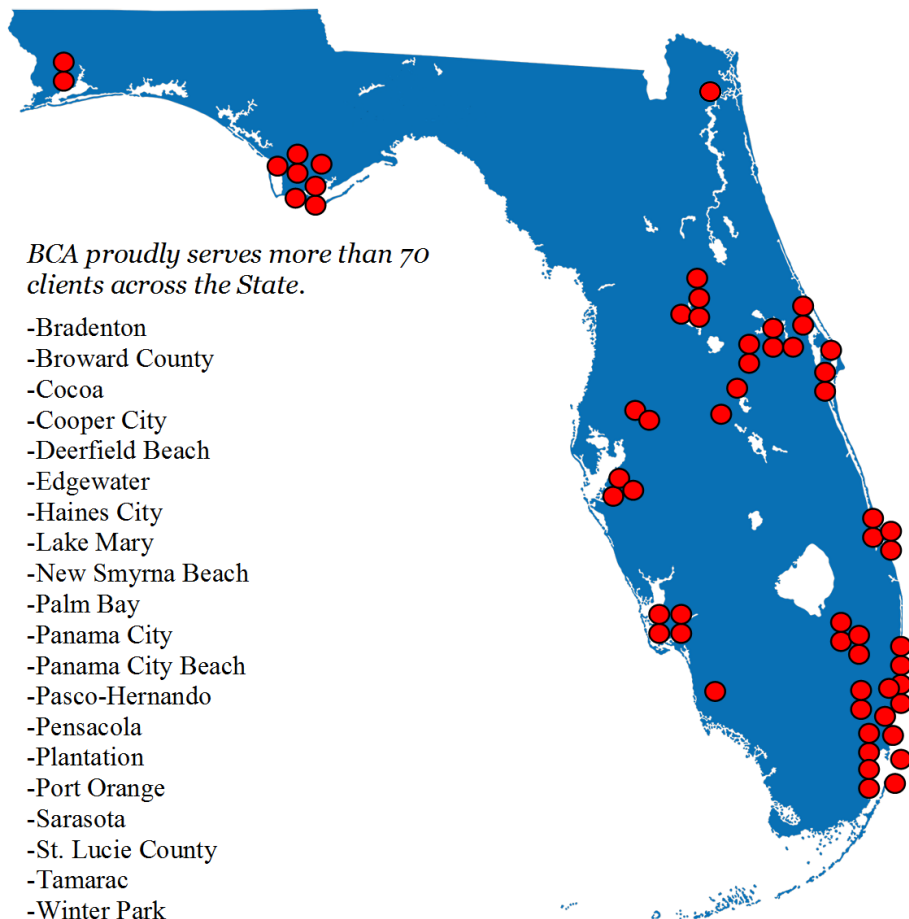 BCA proudly serves more than 70
clients across the State.
-Bradenton
-Broward County
-Cocoa
-Cooper City
-Deerfield Beach
-Edgewater
-Haines City
-Lake Mary
-New Smyrna Beach
-Palm Bay
-Panama City
-Panama City Beach
-Pasco-Hernando
-Pensacola
-Plantation
-Port Orange
-Sarasota
-St. Lucie County
-Tamarac
-Winter Park